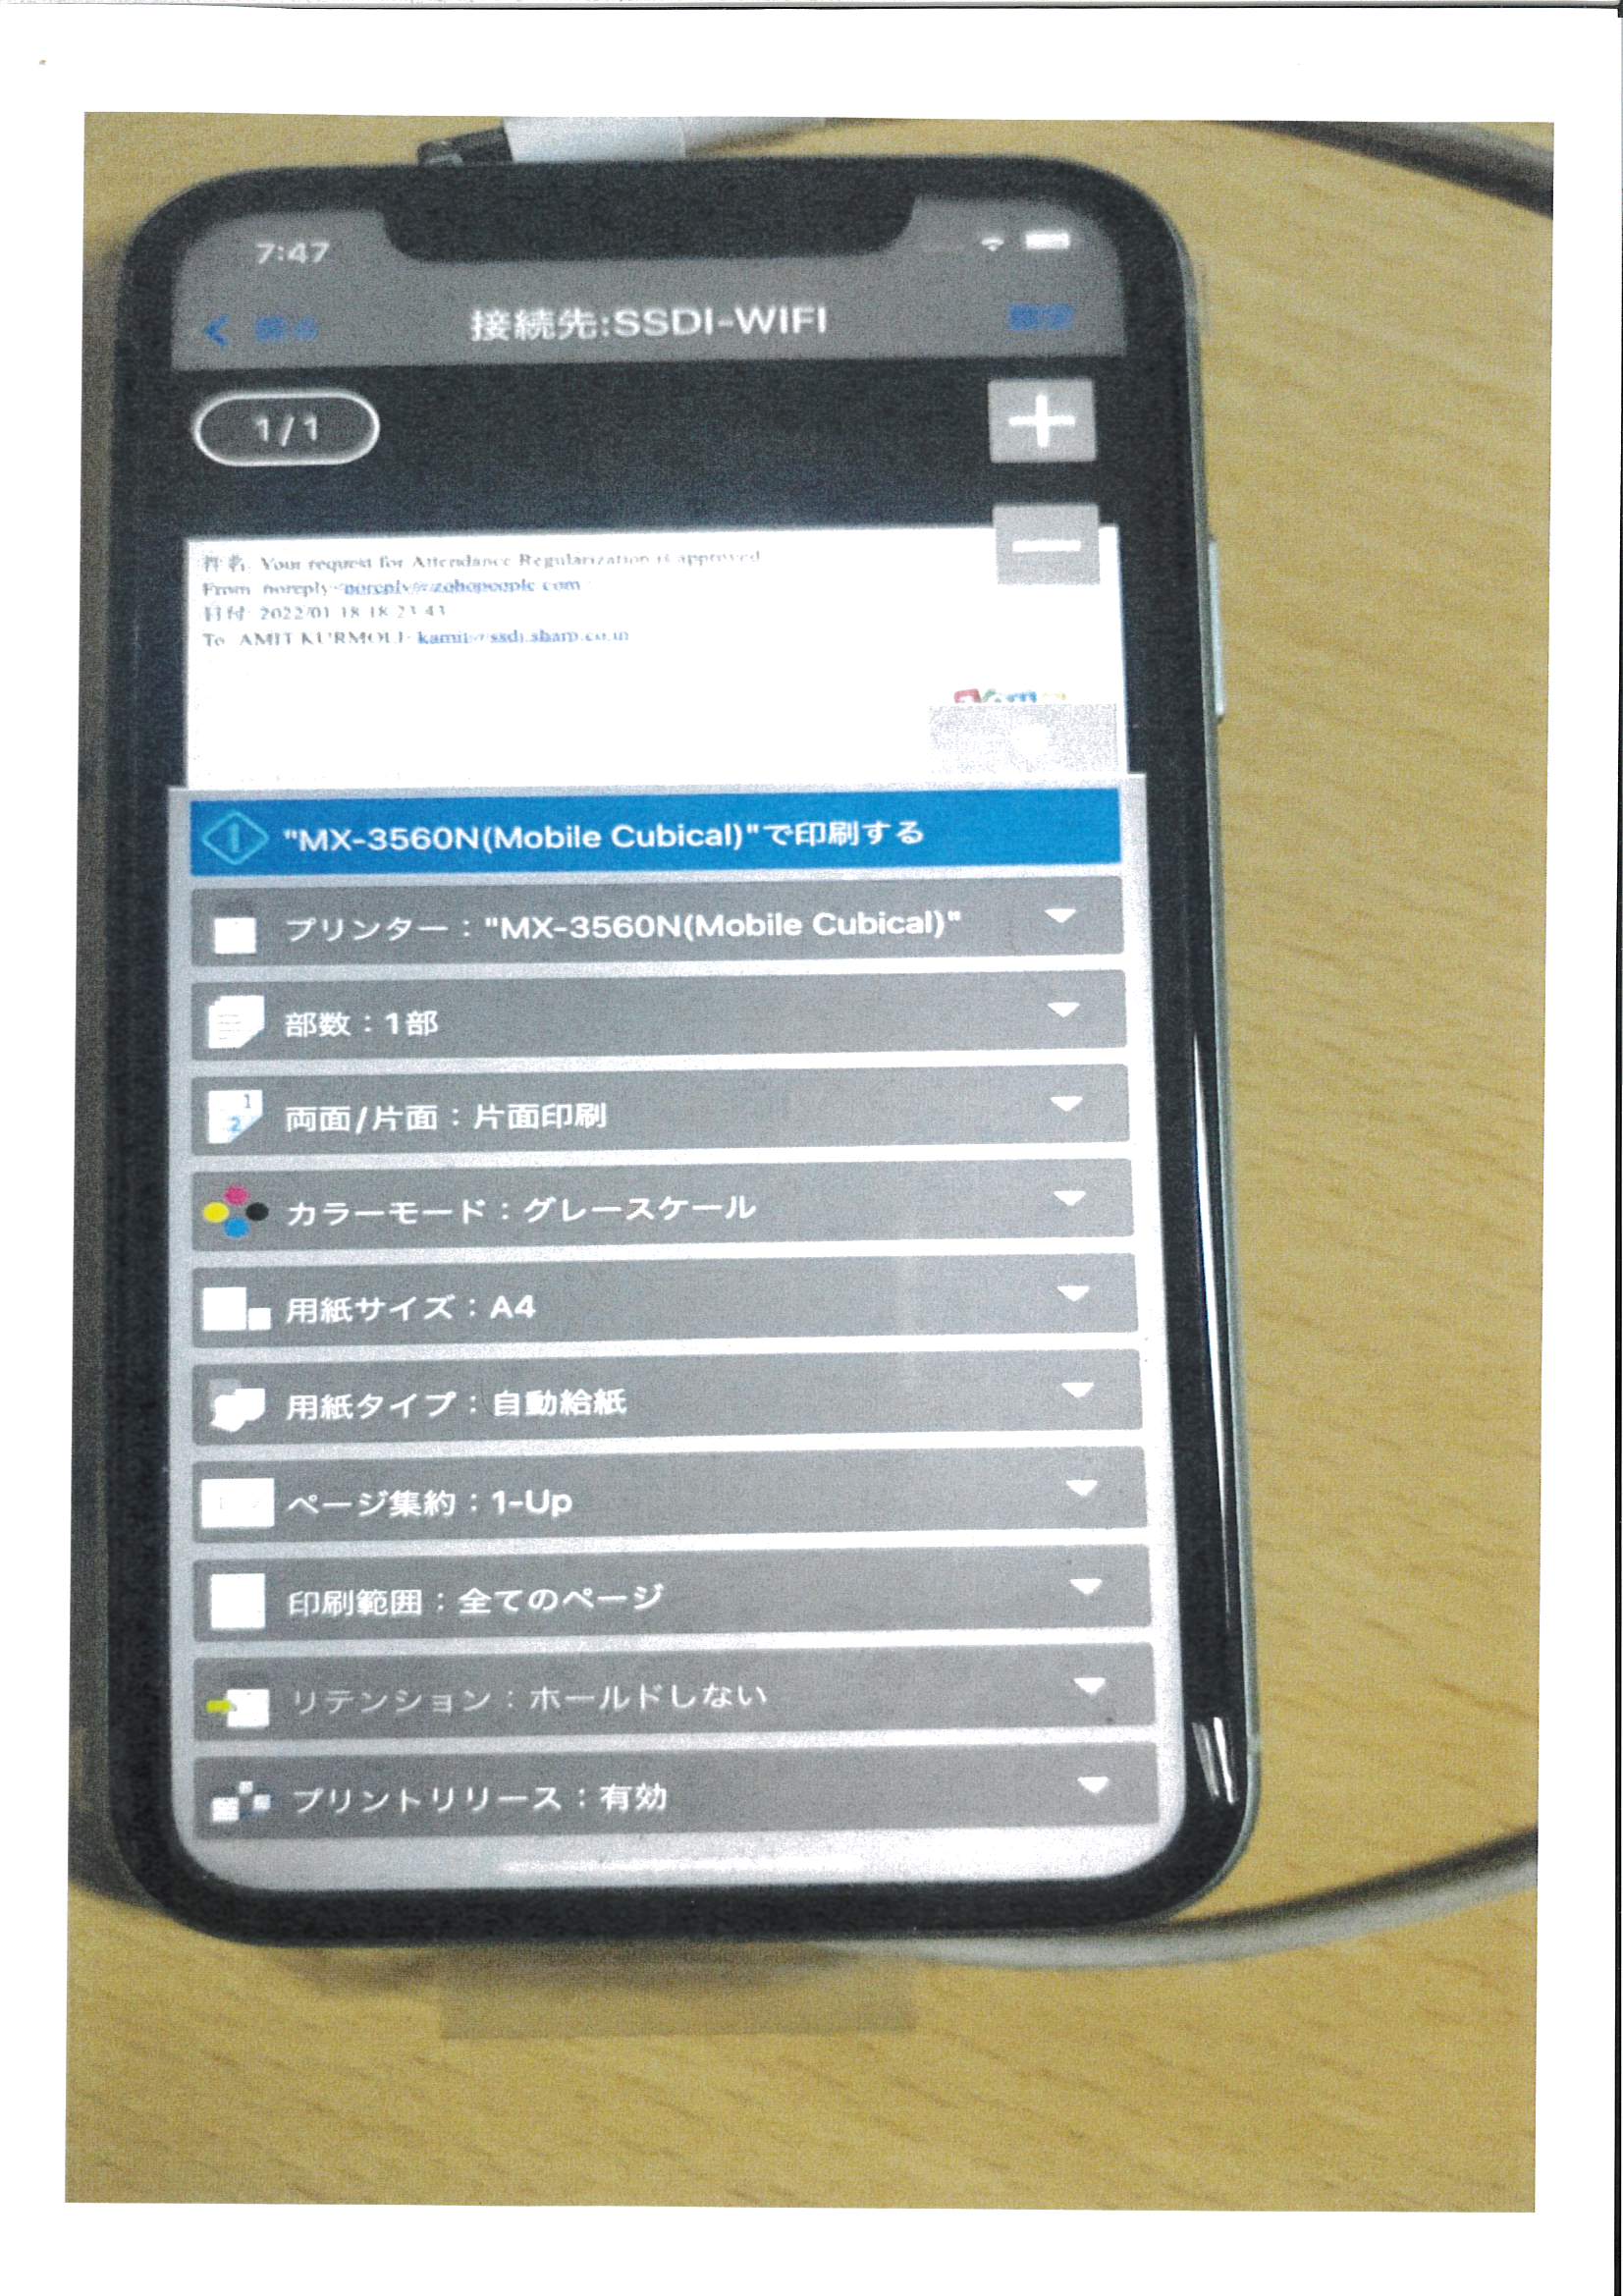 7:47
接続先:SSDI-WIFI
1/1
件名: Your request for Attendance Regularization is approved
From: noreply<noreply@zohopeople.com
日付: 2022/01/18 18:23:43
To: AMIT KURMOLI<kamit@ssdi.sharp.co.in
"MX-3560N(Mobile Cubical)"で印刷する
プリンター:"MX-3560N(Mobile Cubical)"
部数:1部
両面/片面:片面印刷
カラーモード:グレースケール
用紙サイズ:A4
用紙タイプ:自動給紙
ページ集約:1-Up
印刷範囲:全てのページ
リテンション:ホールドしない
プリントリリース:有効